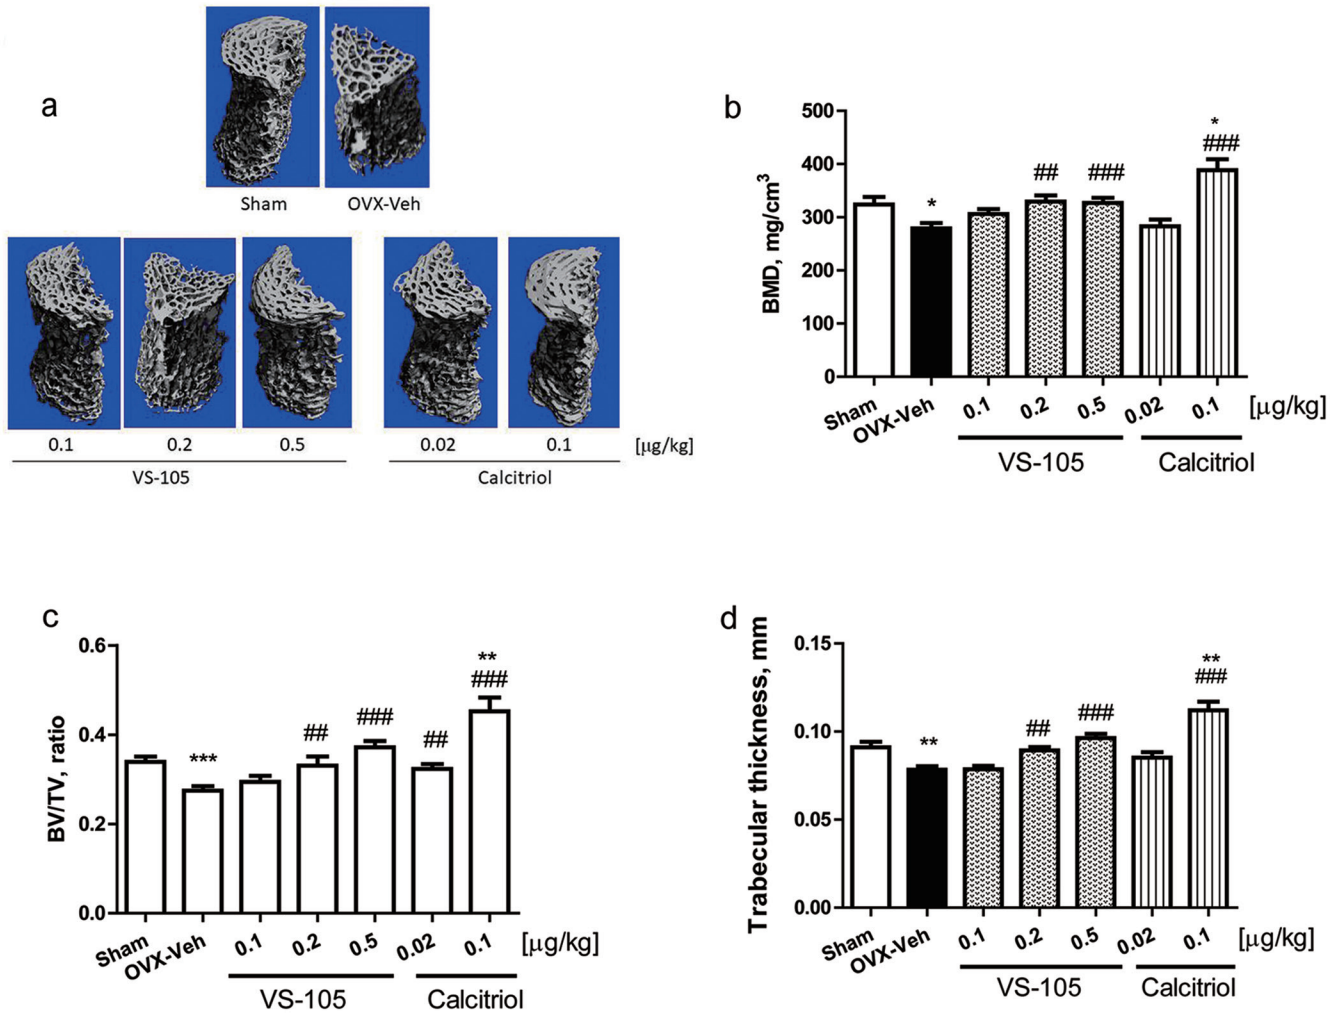 a
Sham OVX-Veh
0.1 0.2 0.5 0.02 0.1 [µg/kg]
VS-105 Calcitriol
b
BMD, mg/cm3
500
400
300
200
100
0
*
##
###
*
###
Sham OVX-Veh 0.1 0.2 0.5 0.02 0.1 [µg/kg]
VS-105 Calcitriol
c
BV/TV, ratio
0.6
0.4
0.2
0.0
***
##
###
##
**
###
Sham OVX-Veh 0.1 0.2 0.5 0.02 0.1 [µg/kg]
VS-105 Calcitriol
d
Trabecular thickness, mm
0.15
0.10
0.05
0.00
**
##
###
**
###
Sham OVX-Veh 0.1 0.2 0.5 0.02 0.1 [µg/kg]
VS-105 Calcitriol